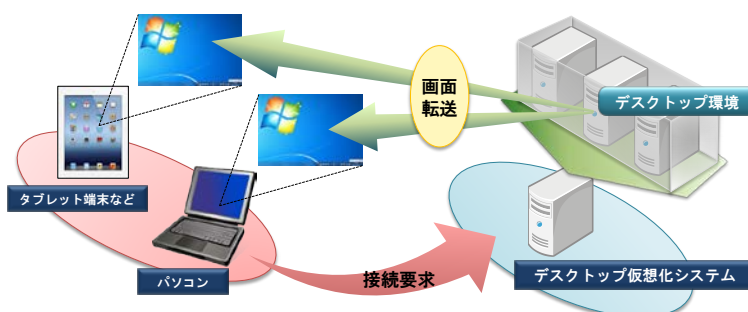 画面
転送
デスクトップ環境
タブレット端末など
パソコン
接続要求
デスクトップ仮想化システム